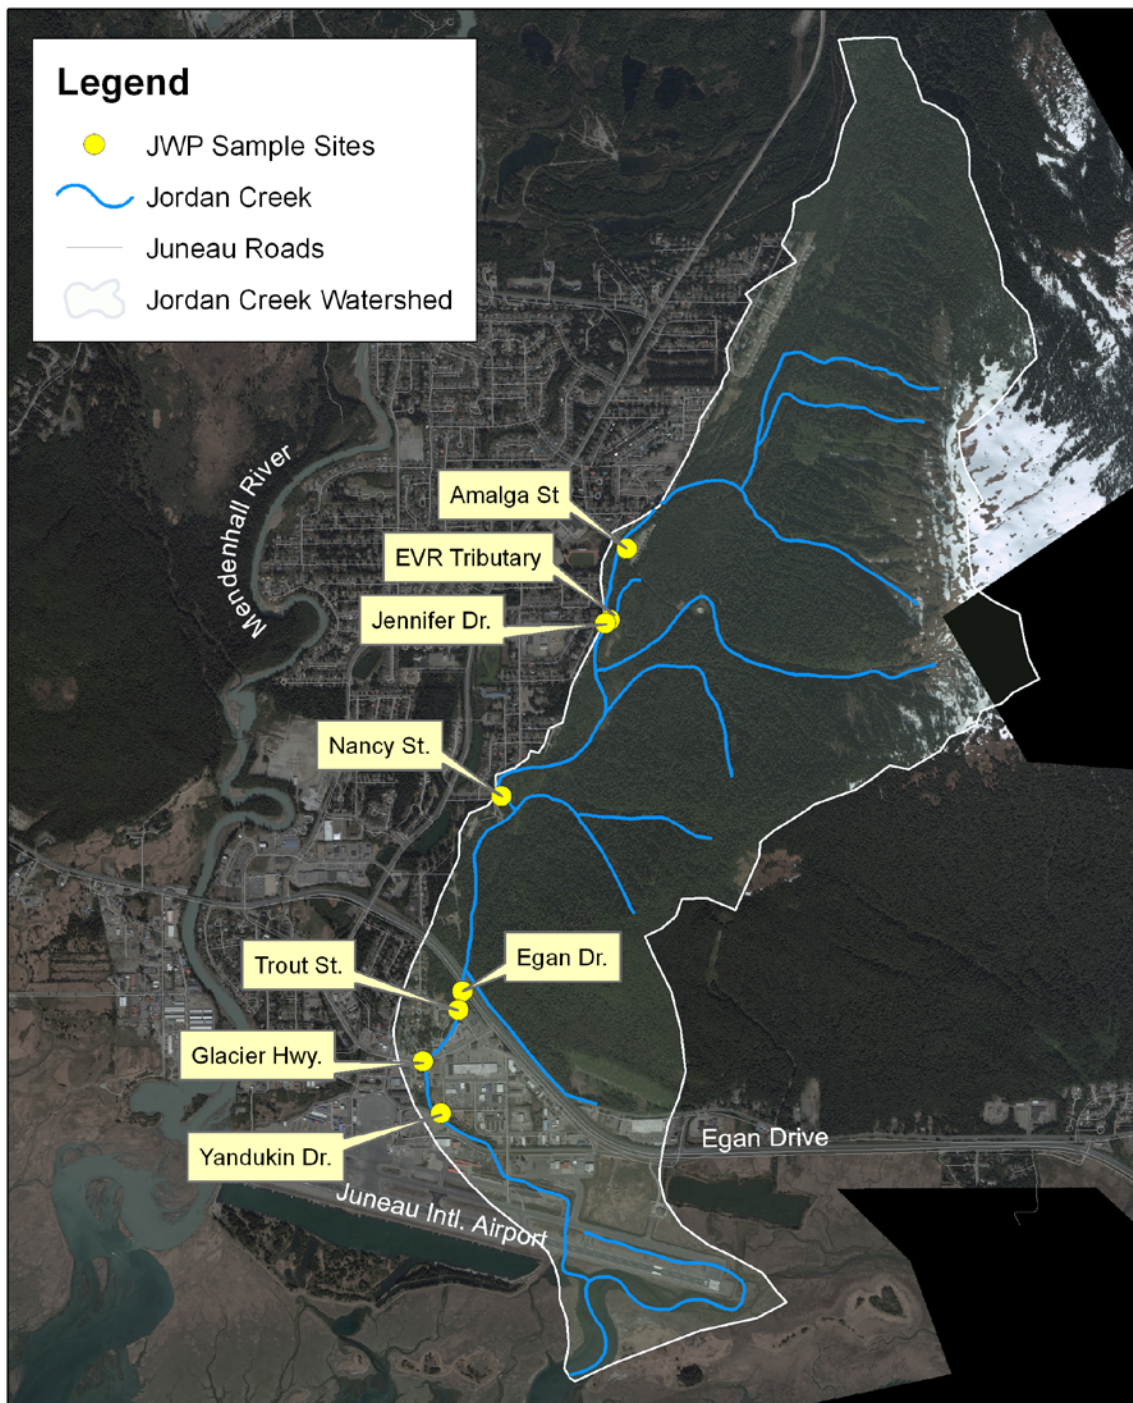 Legend
JWP Sample Sites
Jordan Creek
Juneau Roads
Jordan Creek Watershed
Mendenhall River
Amalga St
EVR Tributary
Jennifer Dr.
Nancy St.
Egan Dr.
Trout St.
Glacier Hwy.
Yandukin Dr.
Egan Drive
Juneau Intl. Airport